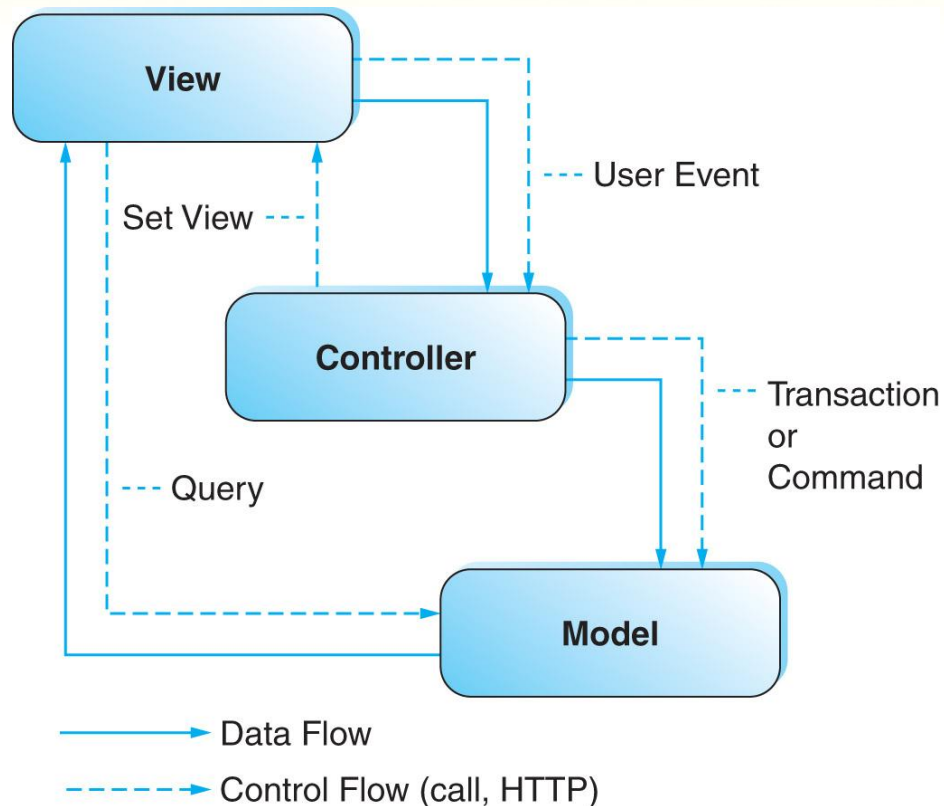 View
User Event
Set View
Controller
Transaction
or
Command
Query
Model
Data Flow
Control Flow (call, HTTP)